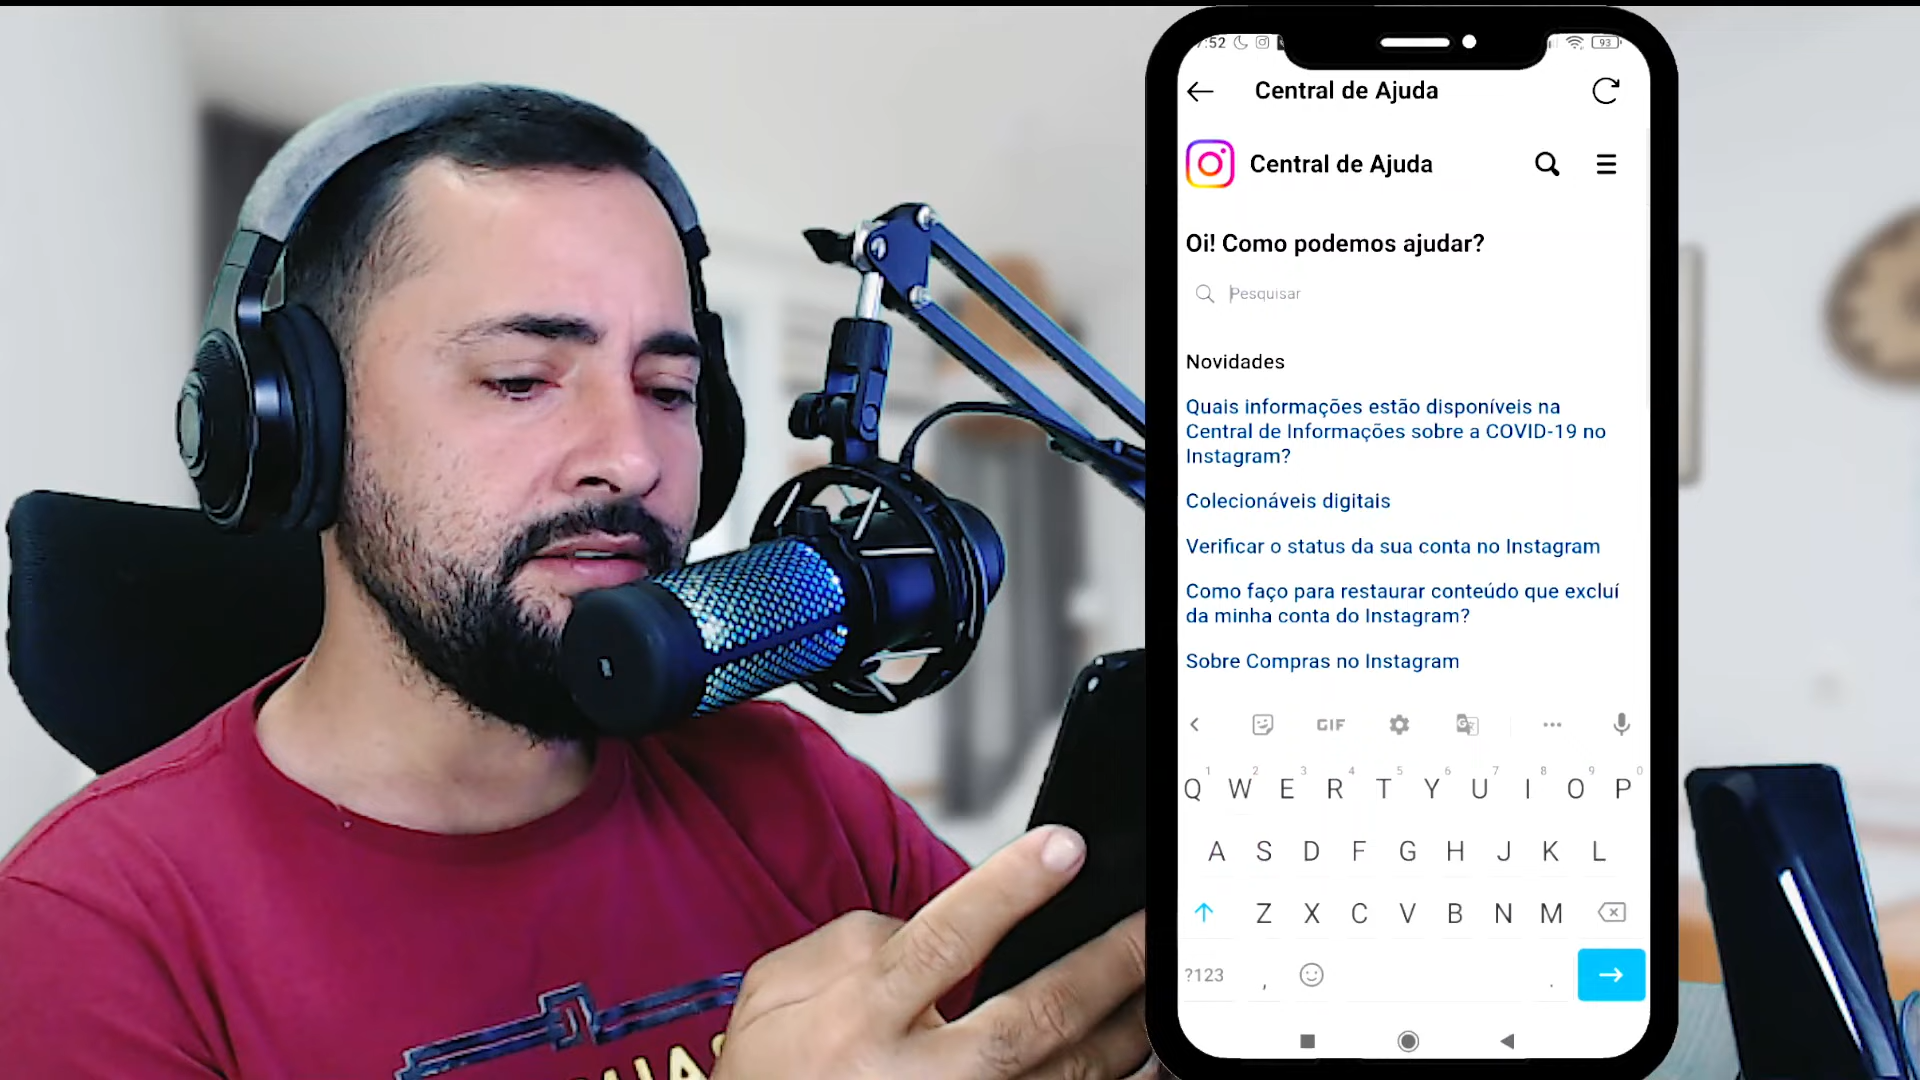 7:52
93
Central de Ajuda
Central de Ajuda
Oi! Como podemos ajudar?
Pesquisar
Novidades
Quais informações estão disponíveis na
Central de Informações sobre a COVID-19 no
Instagram?
Colecionáveis digitais
Verificar o status da sua conta no Instagram
Como faço para restaurar conteúdo que excluí
da minha conta do Instagram?
Sobre Compras no Instagram
GIF
1 2 3 4 5 6 7 8 9 0
Q W E R T Y U I O P
A S D F G H J K L
Z X C V B N M
?123 , .